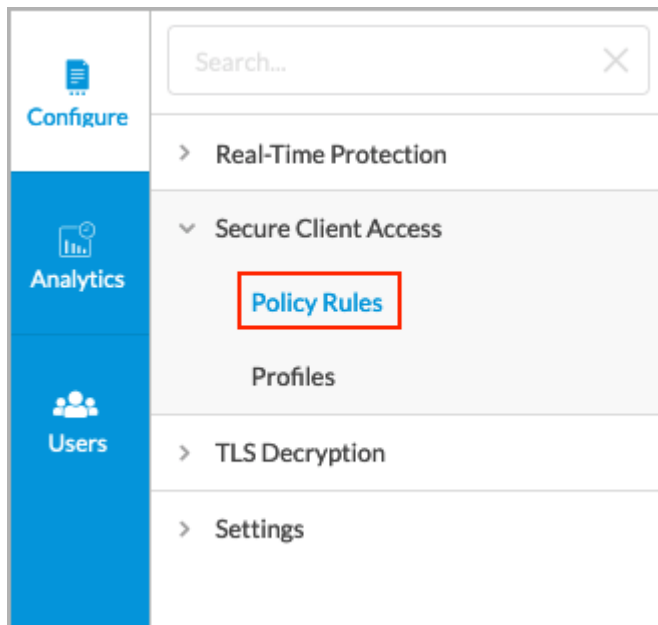 Search...
Configure
Real-Time Protection
Secure Client Access
Analytics
Policy Rules
Profiles
Users
TLS Decryption
Settings